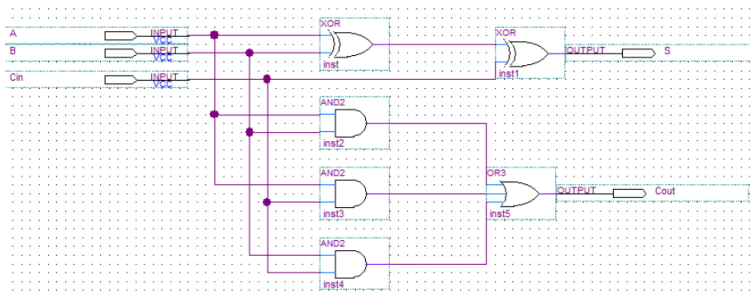 XOR
XOR
A
INPUT
VCC
B
INPUT
VCC
inst
OUTPUT
S
Cin
INPUT
VCC
inst1
AND2
inst2
AND2
OR3
OUTPUT
Cout
inst3
inst5
AND2
inst4